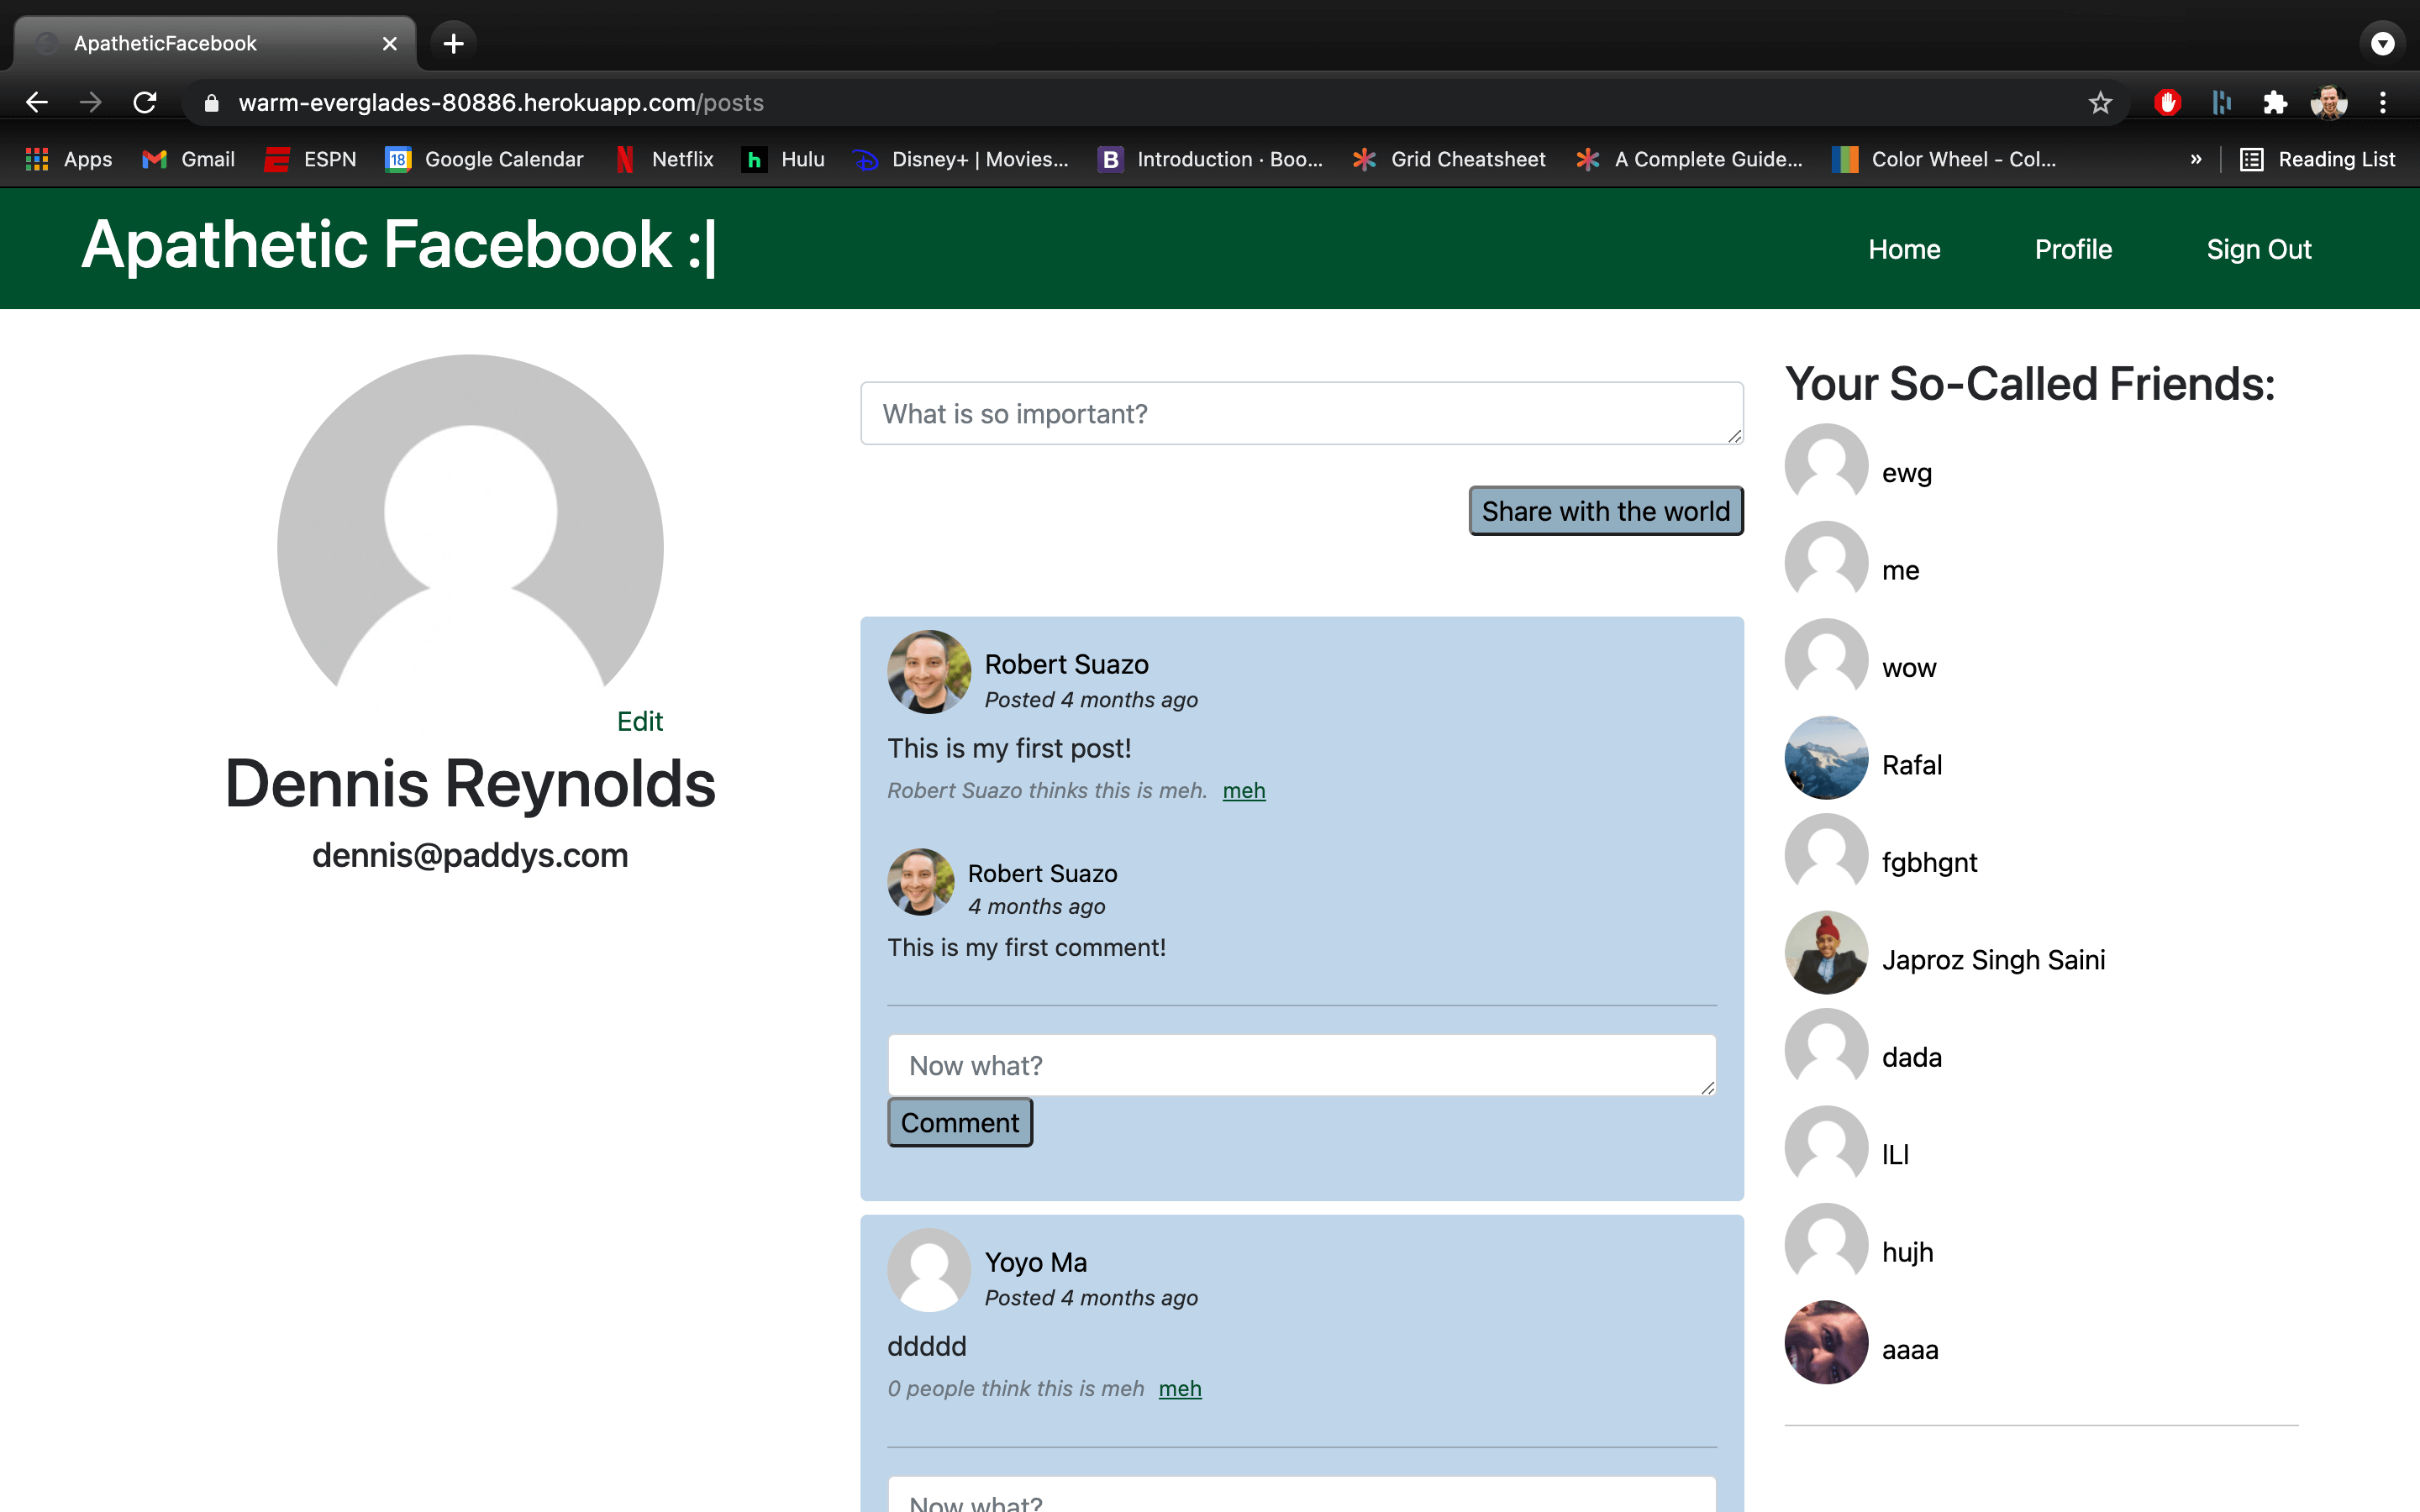 ApatheticFacebook
warm-everglades-80886.herokuapp.com/posts
Apps Gmail ESPN 18 Google Calendar Netflix h Hulu Disney+ | Movies... B Introduction · Boo... Grid Cheatsheet A Complete Guide... Color Wheel - Col... » Reading List
Apathetic Facebook :|
Home Profile Sign Out
Edit
Dennis Reynolds
dennis@paddys.com
What is so important?
Share with the world
Robert Suazo
Posted 4 months ago
This is my first post!
Robert Suazo thinks this is meh. meh
Robert Suazo
4 months ago
This is my first comment!
Now what?
Comment
Yoyo Ma
Posted 4 months ago
ddddd
0 people think this is meh meh
Now what?
Your So-Called Friends:
ewg
me
wow
Rafal
fgbhgnt
Japroz Singh Saini
dada
hujh
aaaa